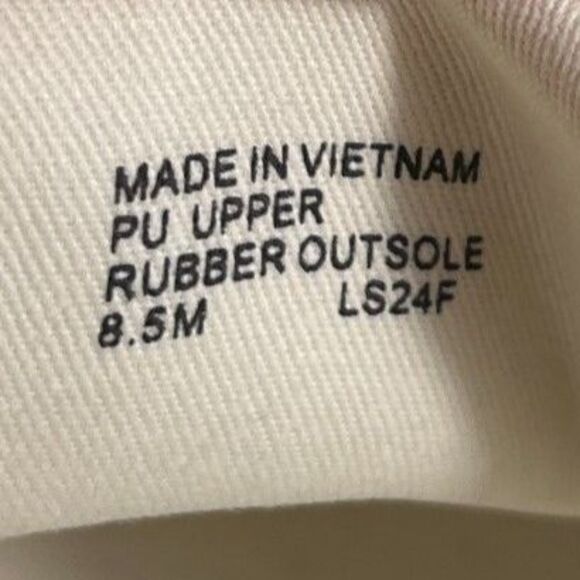 MADE IN VIETNAM
PU UPPER
RUBBER OUTSOLE
8.5M LS24F